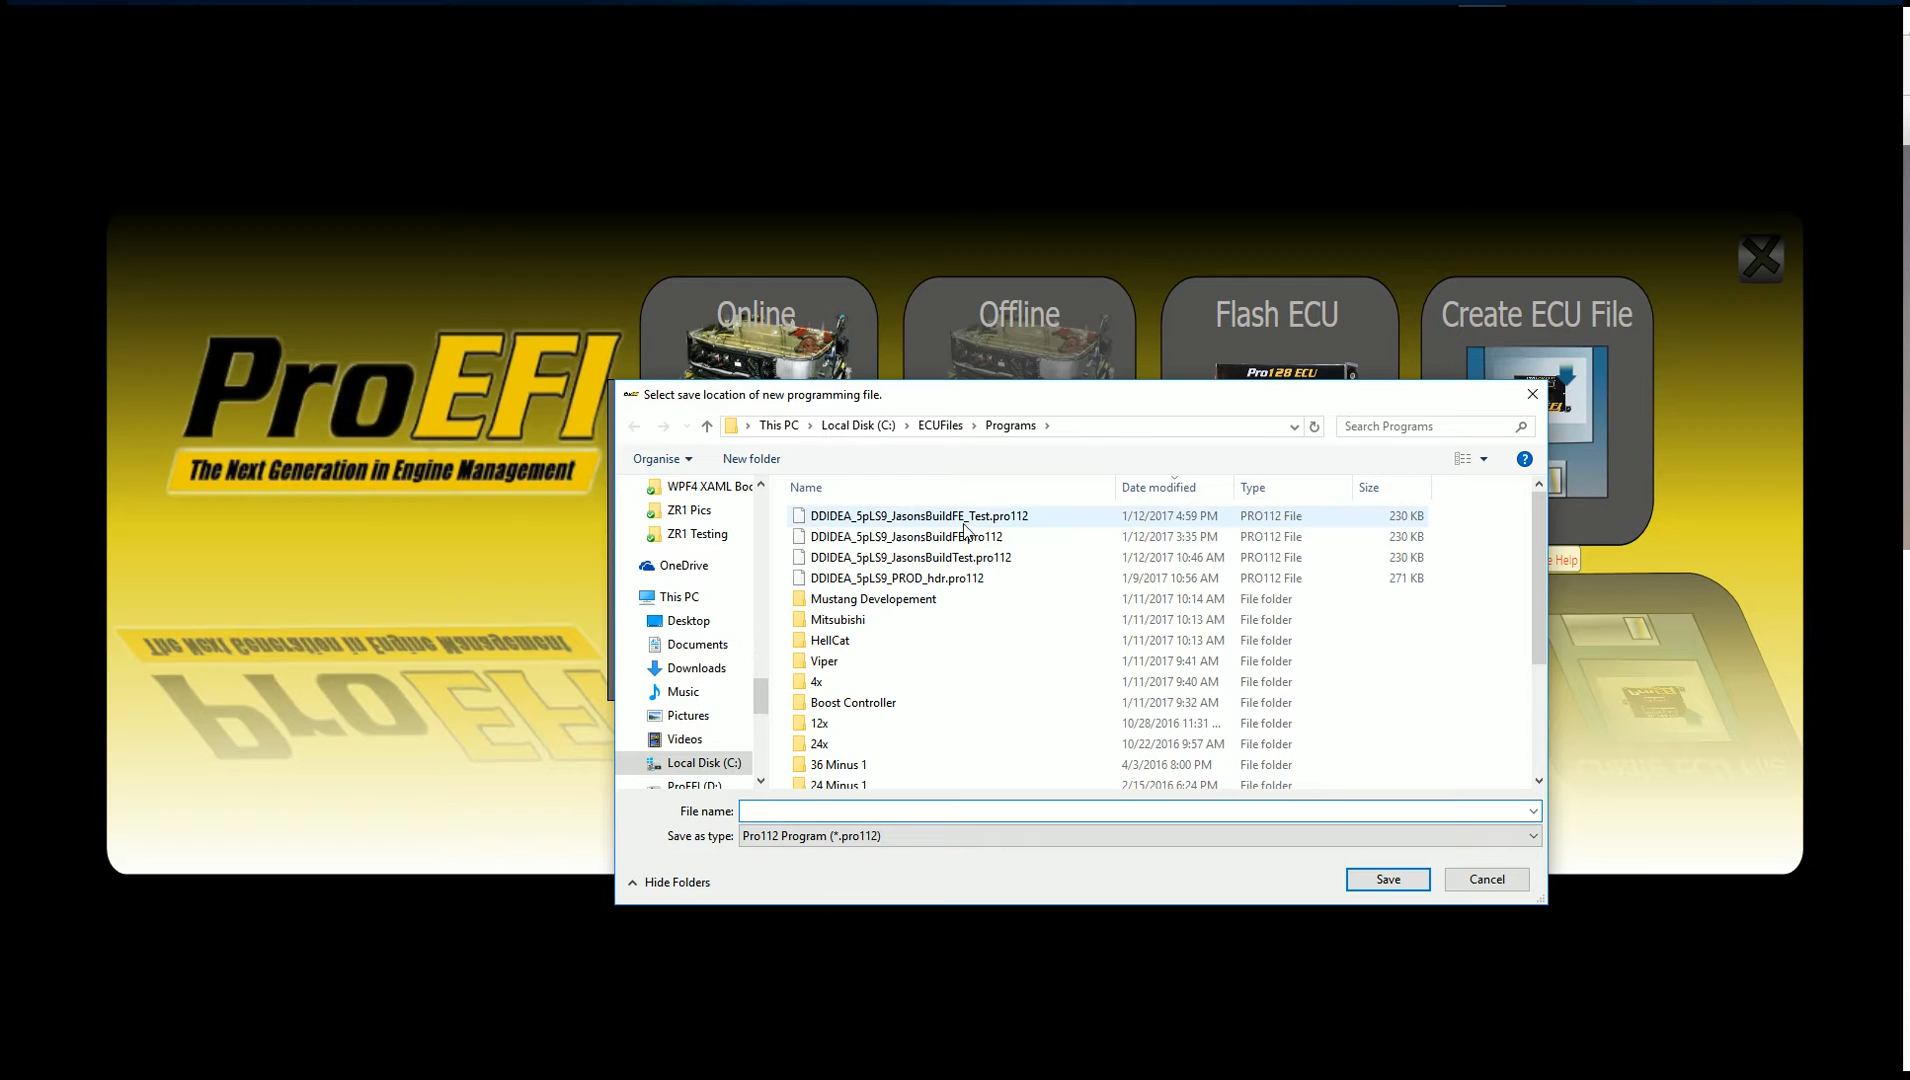 Online
Offline
Flash ECU
Create ECU File
ProEFI
The Next Generation in Engine Management
Pro128 ECU
Select save location of new programming file.
This PC > Local Disk (C:) > ECUFiles > Programs >
Search Programs
Organise
New folder
WPF4 XAML Boo
ZR1 Pics
ZR1 Testing
OneDrive
This PC
Desktop
Documents
Downloads
Music
Pictures
Videos
Local Disk (C:)
ProEFI (D:)
Name Date modified Type Size
DDIDEA_5pLS9_JasonsBuildFE_Test.pro112 1/12/2017 4:59 PM PRO112 File 230 KB
DDIDEA_5pLS9_JasonsBuildFE.pro112 1/12/2017 3:35 PM PRO112 File 230 KB
DDIDEA_5pLS9_JasonsBuildTest.pro112 1/12/2017 10:46 AM PRO112 File 230 KB
DDIDEA_5pLS9_PROD_hdr.pro112 1/9/2017 10:56 AM PRO112 File 271 KB
Mustang Developement 1/11/2017 10:14 AM File folder
Mitsubishi 1/11/2017 10:13 AM File folder
HellCat 1/11/2017 10:13 AM File folder
Viper 1/11/2017 9:41 AM File folder
4x 1/11/2017 9:40 AM File folder
Boost Controller 1/11/2017 9:32 AM File folder
12x 10/28/2016 11:31 ... File folder
24x 10/22/2016 9:57 AM File folder
36 Minus 1 4/3/2016 8:00 PM File folder
24 Minus 1 2/15/2016 6:24 PM File folder
File name:
Save as type: Pro112 Program (*.pro112)
Hide Folders
Save
Cancel
e Help
The Next Generation in Engine Management
ProEFI